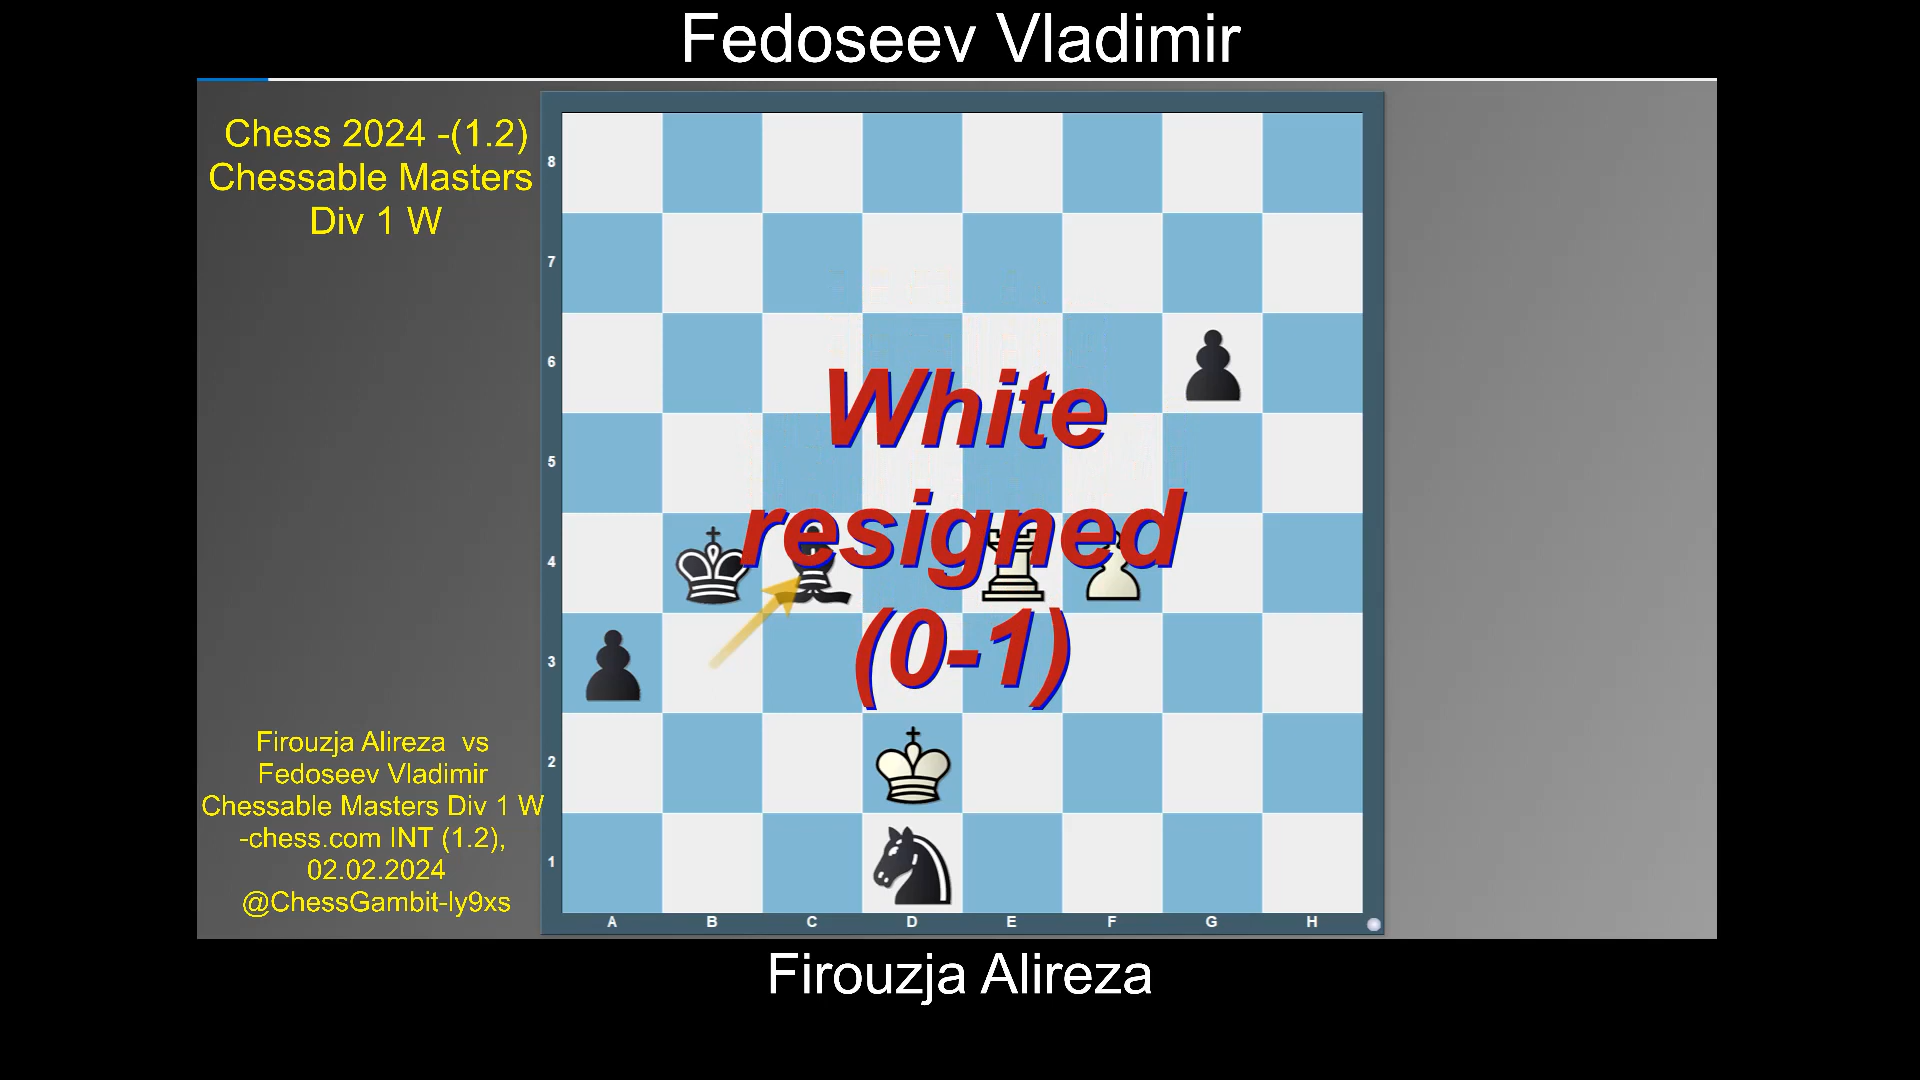 Fedoseev Vladimir
Chess 2024 -(1.2)
Chessable Masters
Div 1 W
8
7
6
5
4
3
2
1
White
resigned
(0-1)
Firouzja Alireza  vs
Fedoseev Vladimir
Chessable Masters Div 1 W
-chess.com INT (1.2),
02.02.2024
@ChessGambit-ly9xs
A B C D E F G H
Firouzja Alireza